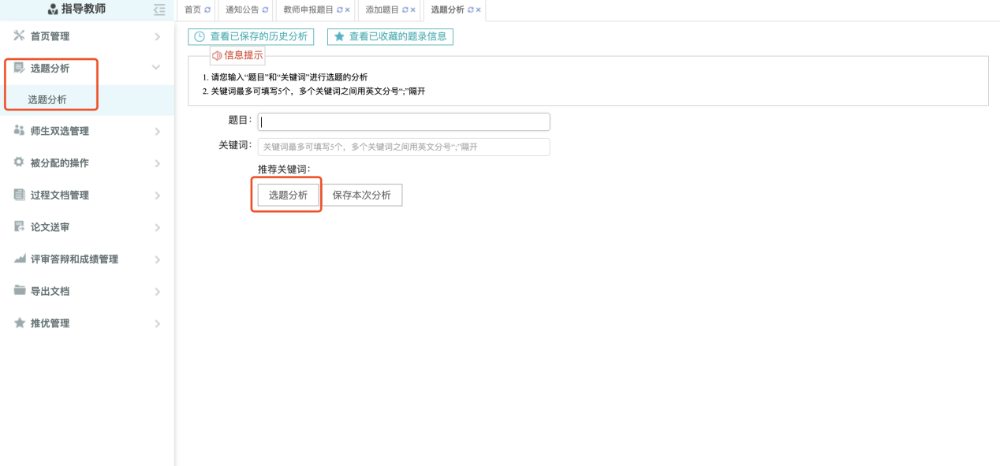 指导教师
首页 通知公告 教师申报题目 添加题目 选题分析
首页管理
选题分析
选题分析
师生双选管理
被分配的操作
过程文档管理
论文送审
评审答辩和成绩管理
导出文档
推优管理
查看已保存的历史分析 查看已收藏的题录信息
信息提示
1. 请您输入“题目”和“关键词”进行选题的分析
2. 关键词最多可填写5个，多个关键词之间用英文分号“;”隔开
题目：
关键词： 关键词最多可填写5个，多个关键词之间用英文分号“;”隔开
推荐关键词：
选题分析 保存本次分析